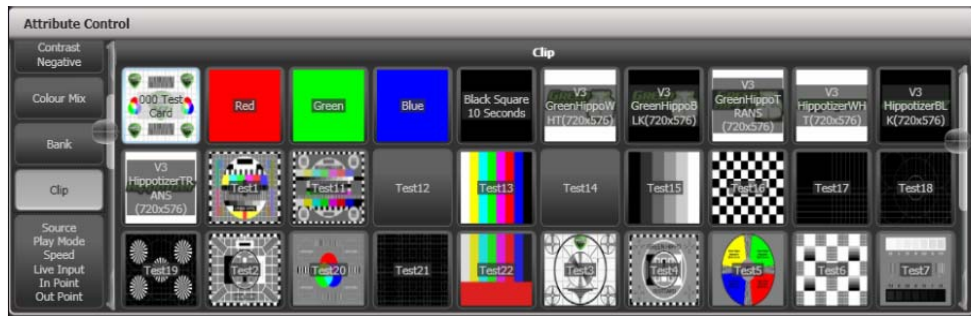 Attribute Control
Contrast
Negative
Colour Mix
Bank
Clip
Source
Play Mode
Speed
Live Input
In Point
Out Point
Clip
000 Test
Card
Red
Green
Blue
Black Square
10 Seconds
V3
GreenHippoW
HT(720x576)
V3
GreenHippoB
LK(720x576)
V3
GreenHippoT
RANS
(720x576)
V3
HippotizerWH
T(720x576)
V3
HippotizerBL
K(720x576)
V3
HippotizerTR
ANS
(720x576)
Test1
Test11
Test12
Test13
Test14
Test15
Test16
Test17
Test18
Test19
Test2
Test20
Test21
Test22
Test3
Test4
Test5
Test6
Test7